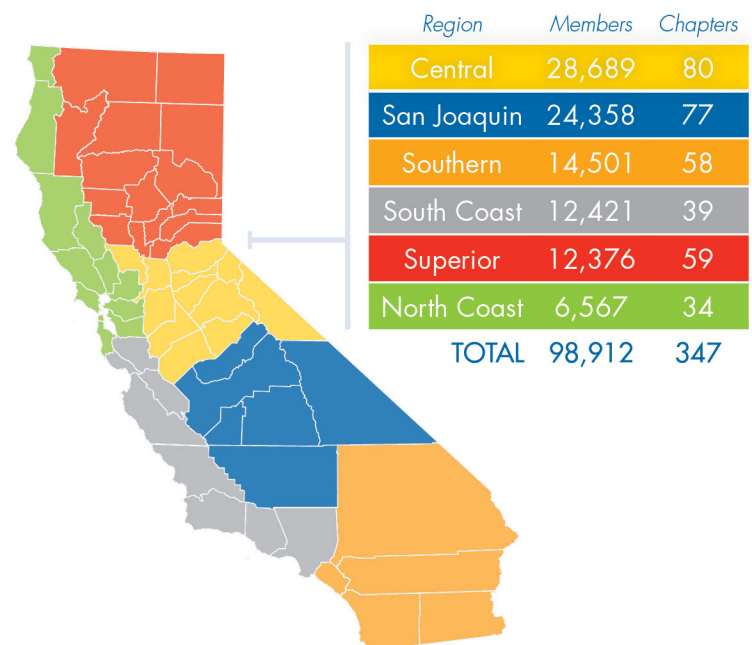 Region Members Chapters
Central 28,689 80
San Joaquin 24,358 77
Southern 14,501 58
South Coast 12,421 39
Superior 12,376 59
North Coast 6,567 34
TOTAL 98,912 347